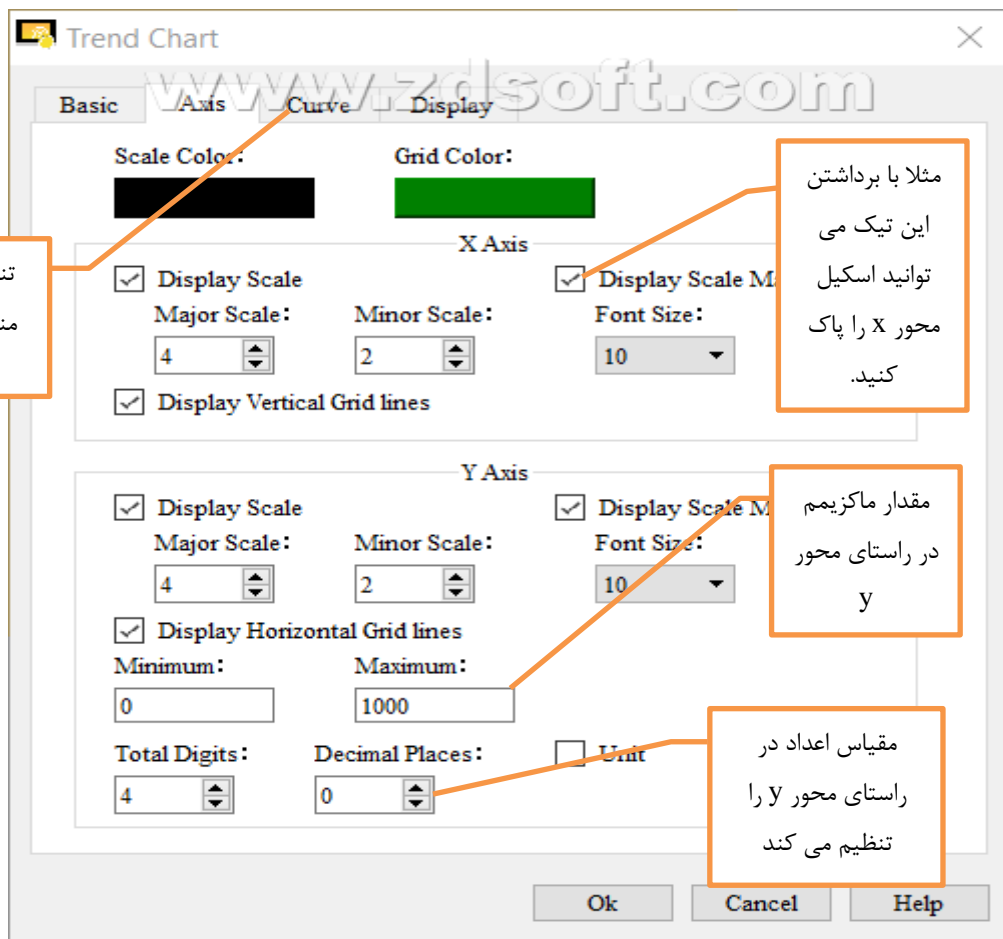 Trend Chart
www.zdsoft.com
Basic Axis Curve Display
Scale Color: Grid Color:
X Axis
Display Scale Display Scale
Major Scale: Minor Scale: Font Size:
4 2 10
Display Vertical Grid lines
Y Axis
Display Scale Display Scale
Major Scale: Minor Scale: Font Size:
4 2 10
Display Horizontal Grid lines
Minimum: Maximum:
0 1000
Total Digits: Decimal Places: Unit
4 0
Ok Cancel Help
مثلا با برداشتن
این تیک می
توانید اسکیل
محور x را پاک
کنید.
مقدار ماکزیمم
در راستای محور
y
مقیاس اعداد در
راستای محور y را
تنظیم می کند